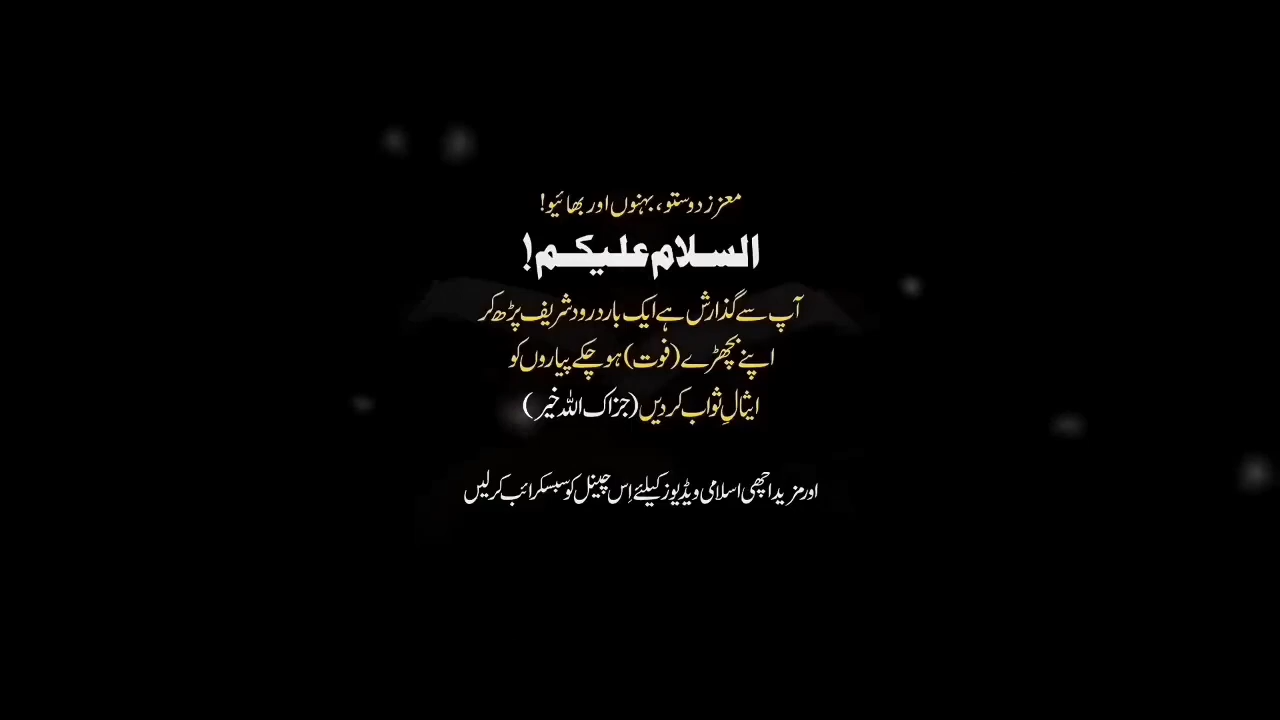 معزز دوستو، بہنوں اور بھائیو!
السلام علیکم!
آپ سے گذارش ہے ایک بار درود شریف پڑھ کر
اپنے بچھڑے (فوت) ہو چکے پیاروں کو
ایثالِ ثواب کر دیں (جزاک اللہ خیر)
اور مزید اچھی اسلامی ویڈیوز کیلئے اِس چینل کو سبسکرائب کر لیں